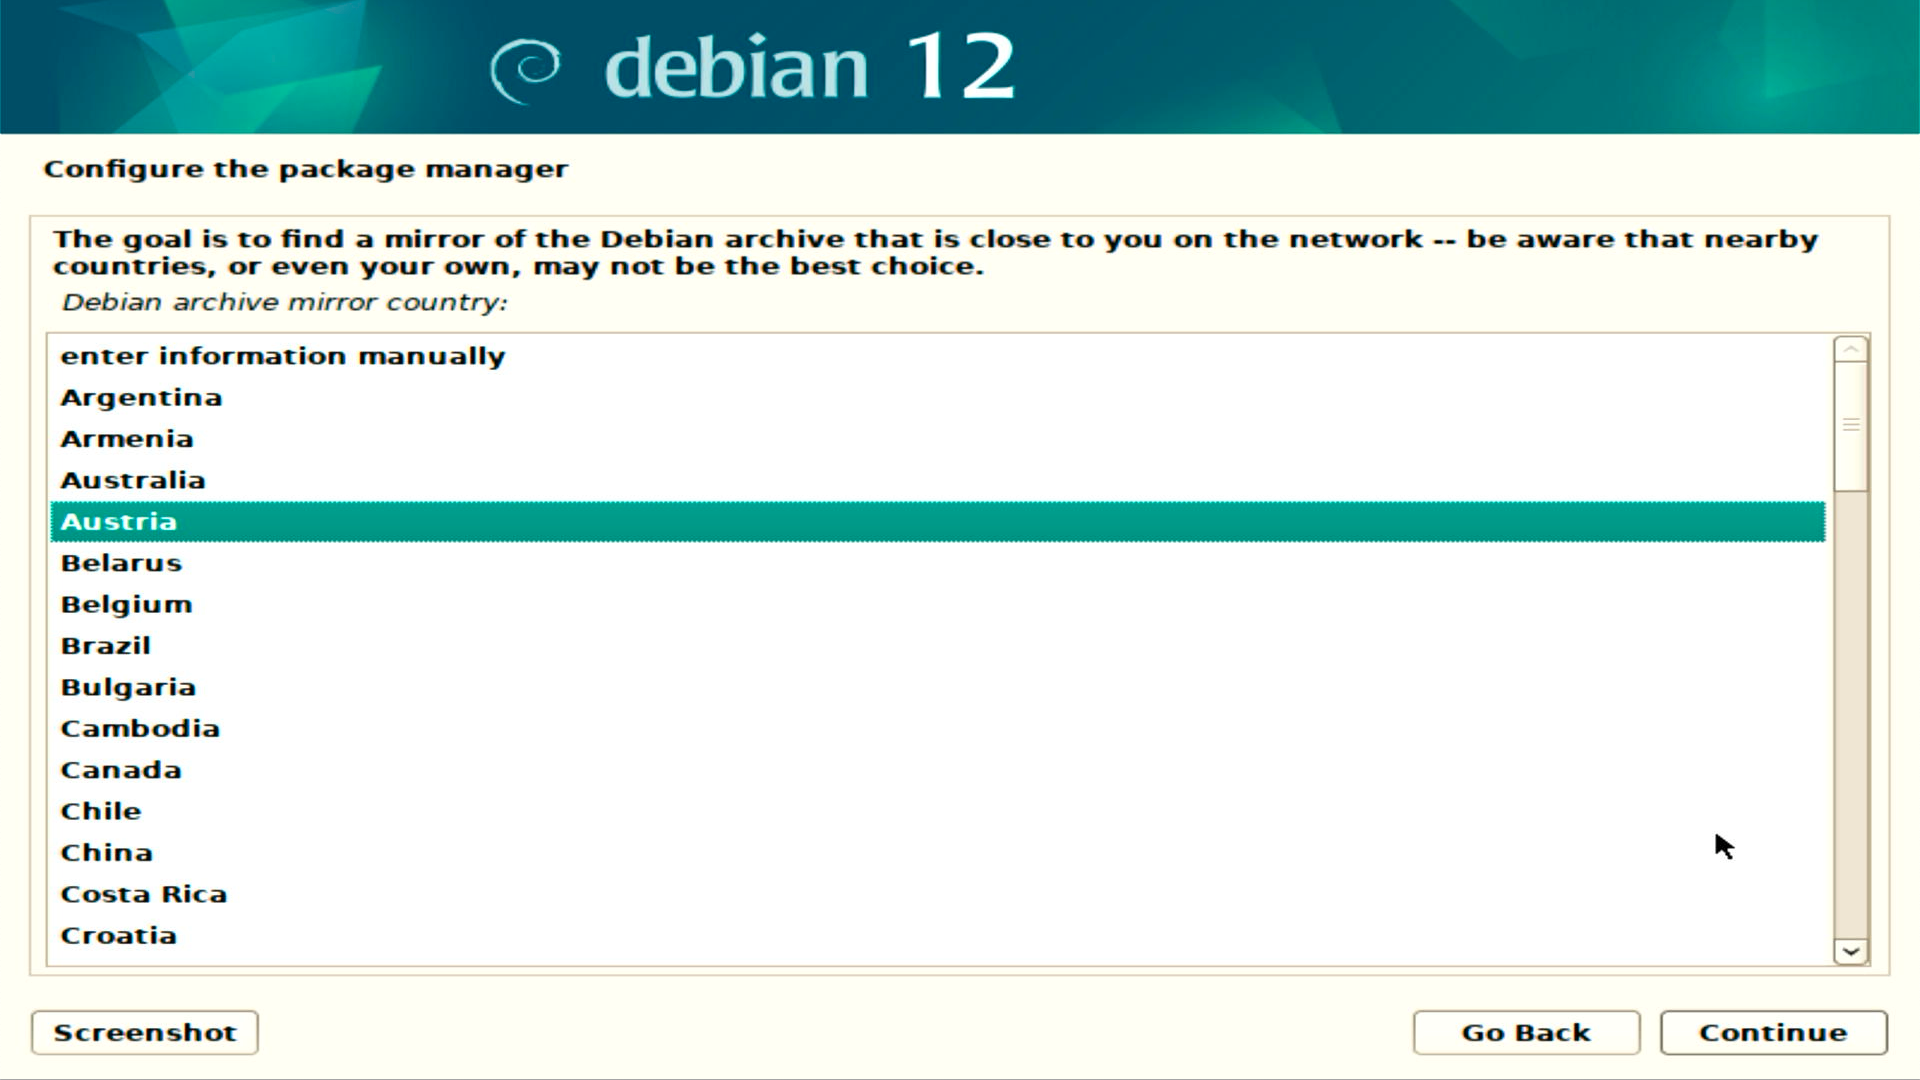 debian 12
Configure the package manager
The goal is to find a mirror of the Debian archive that is close to you on the network -- be aware that nearby
countries, or even your own, may not be the best choice.
Debian archive mirror country:
enter information manually
Argentina
Armenia
Australia
Austria
Belarus
Belgium
Brazil
Bulgaria
Cambodia
Canada
Chile
China
Costa Rica
Croatia
Screenshot
Go Back
Continue